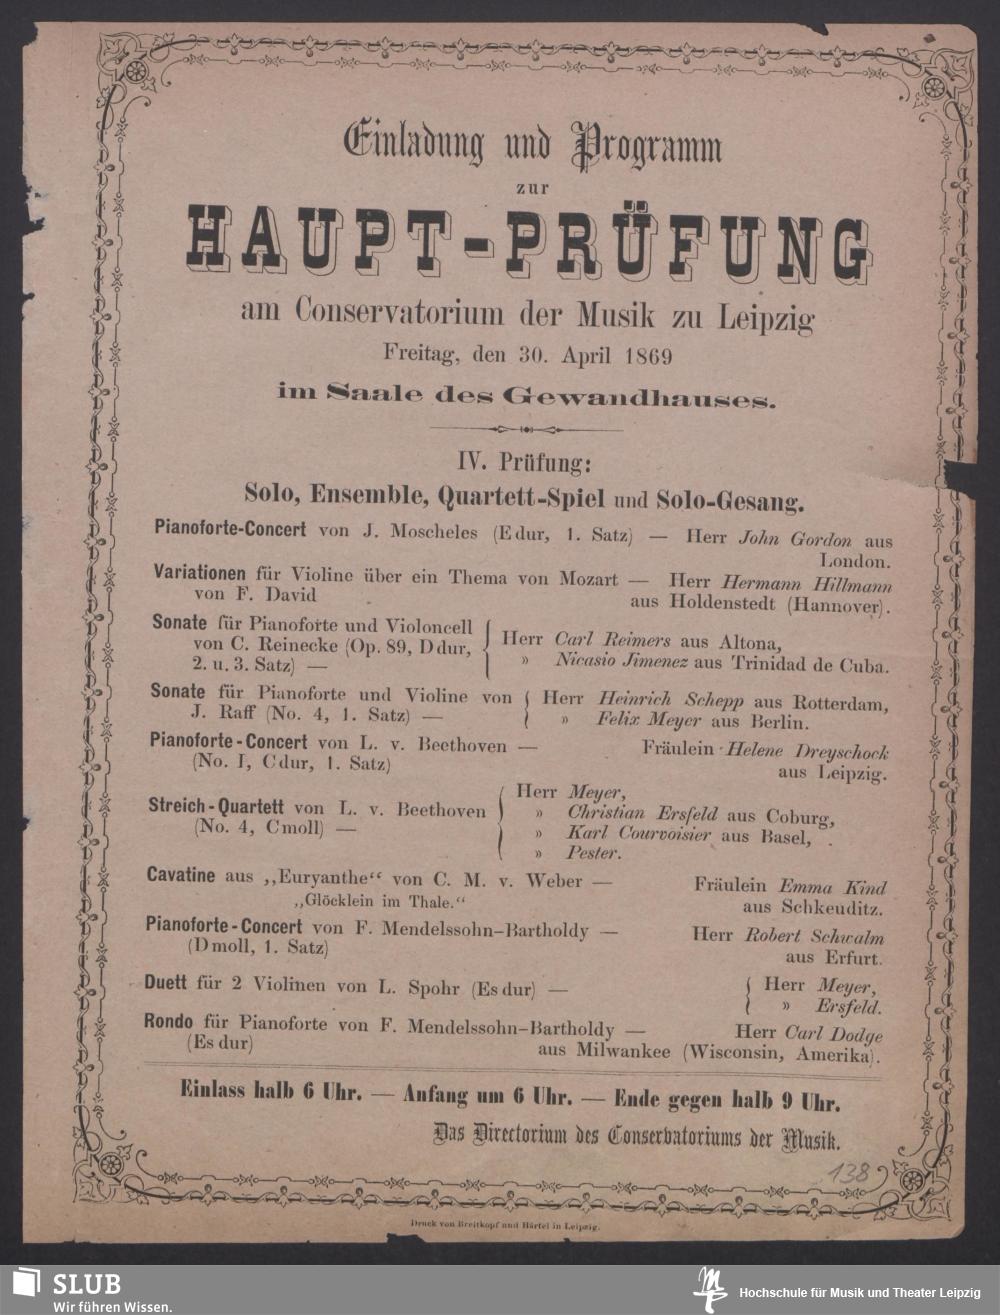 Einladung und Programm
zur
HAUPT-PRÜFUNG
am Conservatorium der Musik zu Leipzig
Freitag, den 30. April 1869
im Saale des Gewandhauses.
IV. Prüfung:
Solo, Ensemble, Quartett-Spiel und Solo-Gesang.
Pianoforte-Concert von J. Moscheles (Edur, 1. Satz) — Herr John Gordon aus
London.
Variationen für Violine über ein Thema von Mozart — Herr Hermann Hillmann
von F. David aus Holdenstedt (Hannover).
Sonate für Pianoforte und Violoncell
von C. Reinecke (Op. 89, Ddur,
2. u. 3. Satz) —
Herr Carl Reimers aus Altona,
» Nicasio Jimenez aus Trinidad de Cuba.
Sonate für Pianoforte und Violine von
J. Raff (No. 4, 1. Satz) —
Herr Heinrich Schepp aus Rotterdam,
» Felix Meyer aus Berlin.
Pianoforte-Concert von L. v. Beethoven — Fräulein Helene Dreyschock
(No. I, Cdur, 1. Satz) aus Leipzig.
Streich-Quartett von L. v. Beethoven
(No. 4, Cmoll) —
Herr Meyer,
» Christian Ersfeld aus Coburg,
» Karl Courvoisier aus Basel,
» Pester.
Cavatine aus „Euryanthe“ von C. M. v. Weber — Fräulein Emma Kind
„Glöcklein im Thale.“ aus Schkeuditz.
Pianoforte-Concert von F. Mendelssohn-Bartholdy — Herr Robert Schwalm
(Dmoll, 1. Satz) aus Erfurt.
Duett für 2 Violinen von L. Spohr (Esdur) — Herr Meyer,
» Ersfeld.
Rondo für Pianoforte von F. Mendelssohn-Bartholdy — Herr Carl Dodge
(Esdur) aus Milwankee (Wisconsin, Amerika).
Einlass halb 6 Uhr. — Anfang um 6 Uhr. — Ende gegen halb 9 Uhr.
Das Directorium des Conservatoriums der Musik.
138
Druck von Breitkopf und Härtel in Leipzig.
SLUB
Wir führen Wissen.
Hochschule für Musik und Theater Leipzig